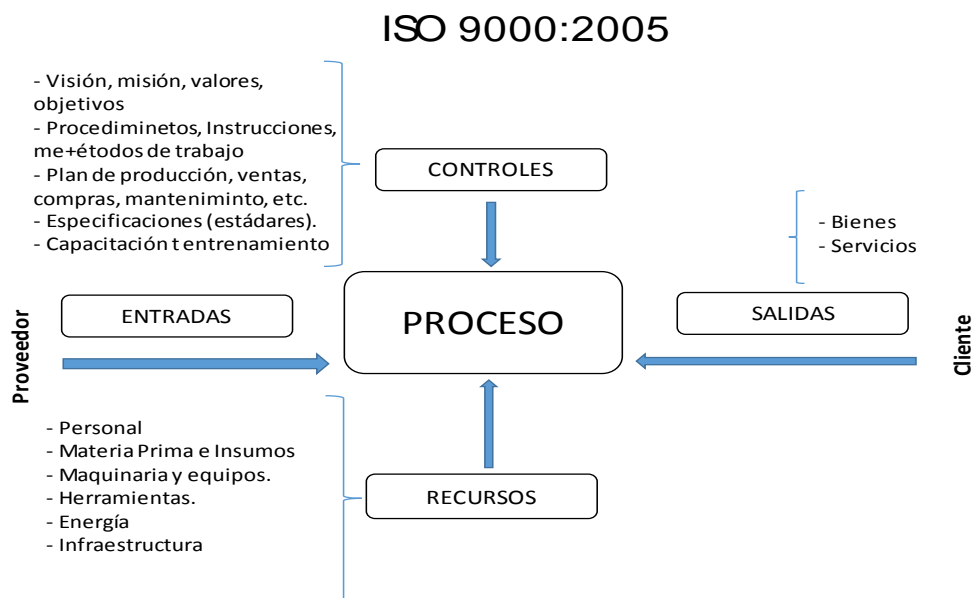 ISO 9000:2005
- Visión, misión, valores,
objetivos
- Procediminetos, Instrucciones,
me+étodos de trabajo
- Plan de producción, ventas,
compras, manteniminto, etc.
- Especificaciones (estádares).
- Capacitación t entrenamiento
CONTROLES
- Bienes
- Servicios
Proveedor
ENTRADAS
PROCESO
SALIDAS
Cliente
- Personal
- Materia Prima e Insumos
- Maquinaria y equipos.
- Herramientas.
- Energía
- Infraestructura
RECURSOS